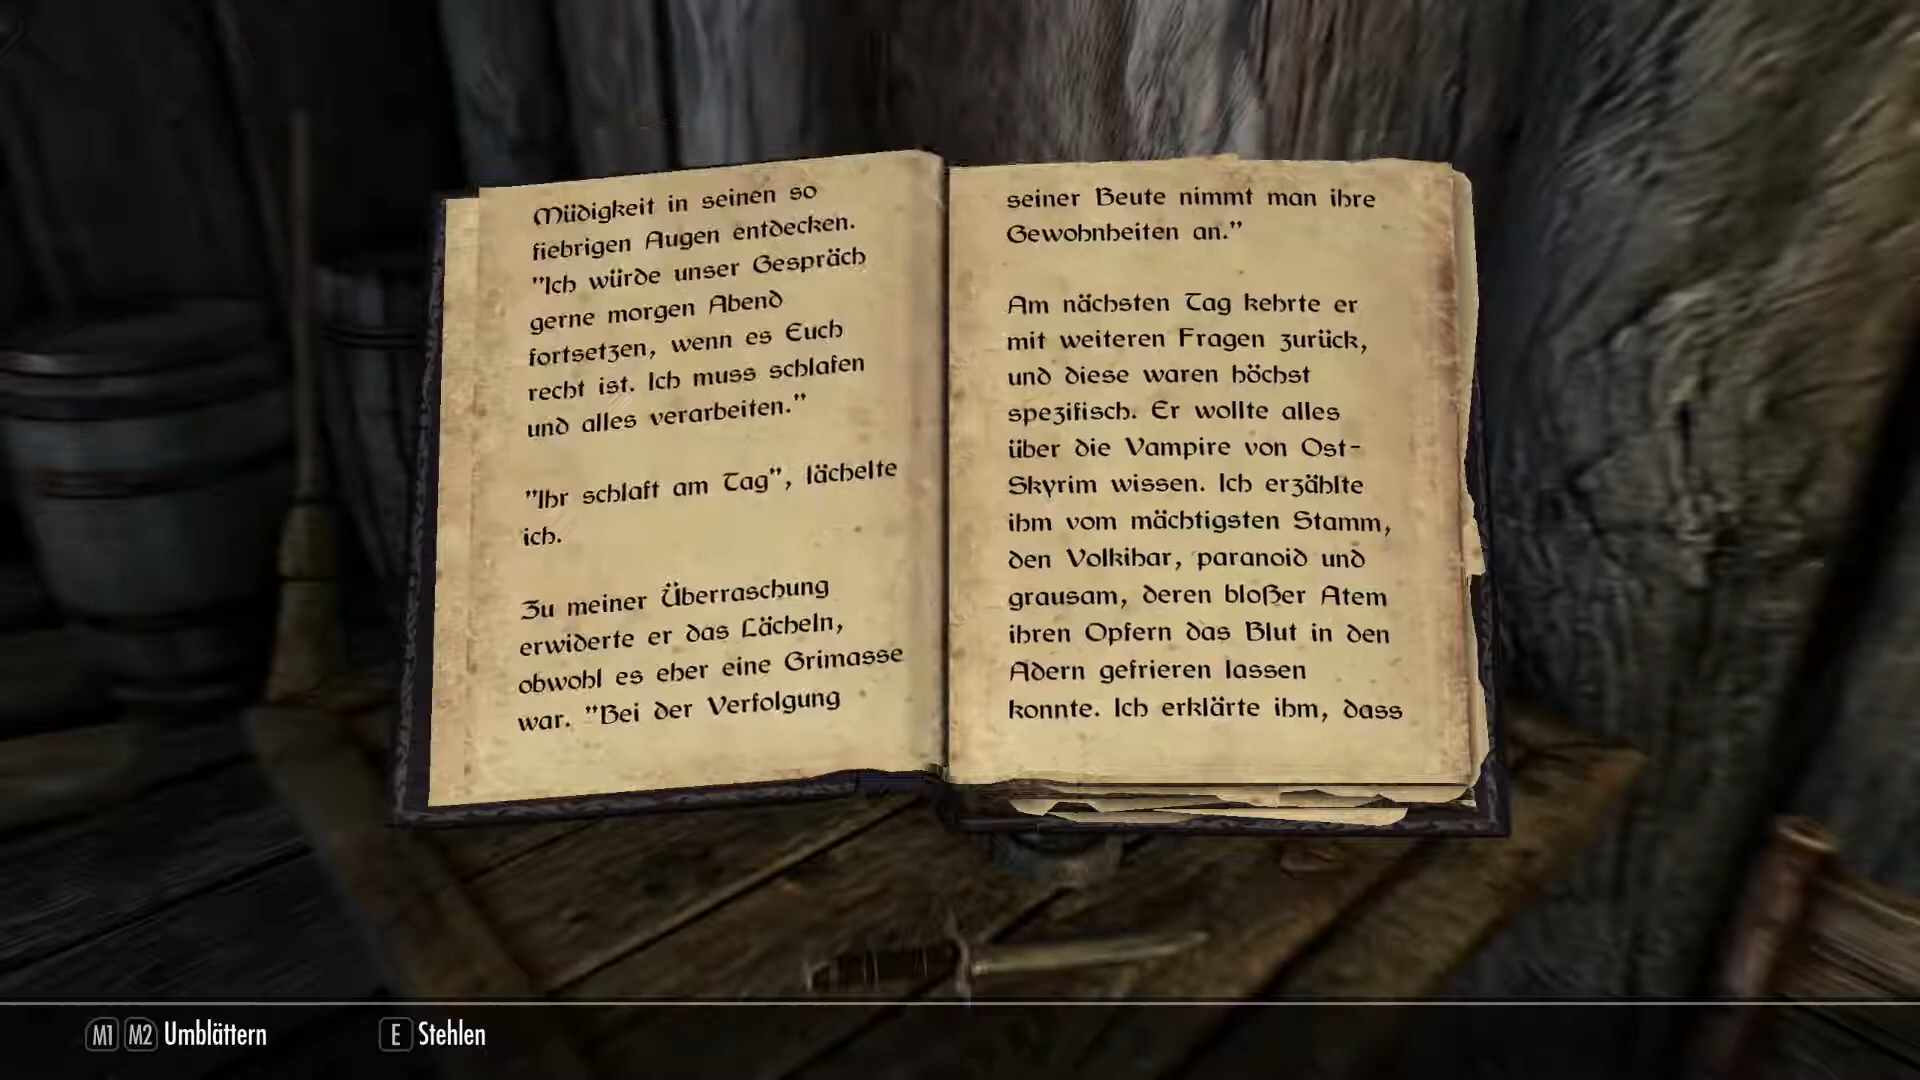 Müdigkeit in seinen so
fiebrigen Augen entdecken.
"Ich würde unser Gespräch
gerne morgen Abend
fortsetzen, wenn es Euch
recht ist. Ich muss schlafen
und alles verarbeiten."
"Ihr schlaft am Tag", lächelte
ich.
Zu meiner Überraschung
erwiderte er das Lächeln,
obwohl es eher eine Grimasse
war. "Bei der Verfolgung
seiner Beute nimmt man ihre
Gewohnheiten an."
Am nächsten Tag kehrte er
mit weiteren Fragen zurück,
und diese waren höchst
spezifisch. Er wollte alles
über die Vampire von Ost-
Skyrim wissen. Ich erzählte
ihm vom mächtigsten Stamm,
den Volkihar, paranoid und
grausam, deren bloßer Atem
ihren Opfern das Blut in den
Adern gefrieren lassen
konnte. Ich erklärte ihm, dass
M1 M2 Umblättern
E Stehlen